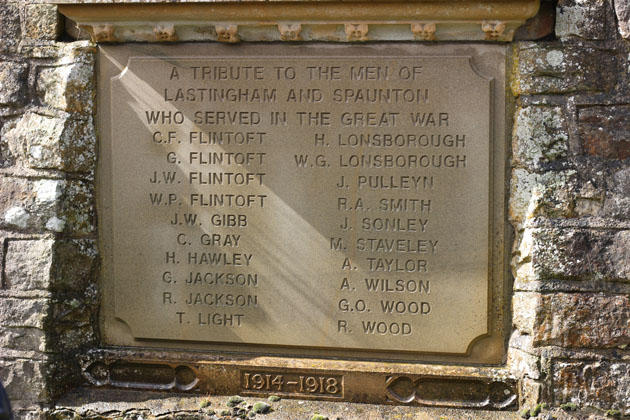 A TRIBUTE TO THE MEN OF
LASTINGHAM AND SPAUNTON
WHO SERVED IN THE GREAT WAR
C.F. FLINTOFT
G. FLINTOFT
J.W. FLINTOFT
W.P. FLINTOFT
J.W. GIBB
C. GRAY
H. HAWLEY
G. JACKSON
R. JACKSON
T. LIGHT
H. LONSBOROUGH
W.G. LONSBOROUGH
J. PULLEYN
R.A. SMITH
J. SONLEY
M. STAVELEY
A. TAYLOR
A. WILSON
G.O. WOOD
R. WOOD
1914-1918